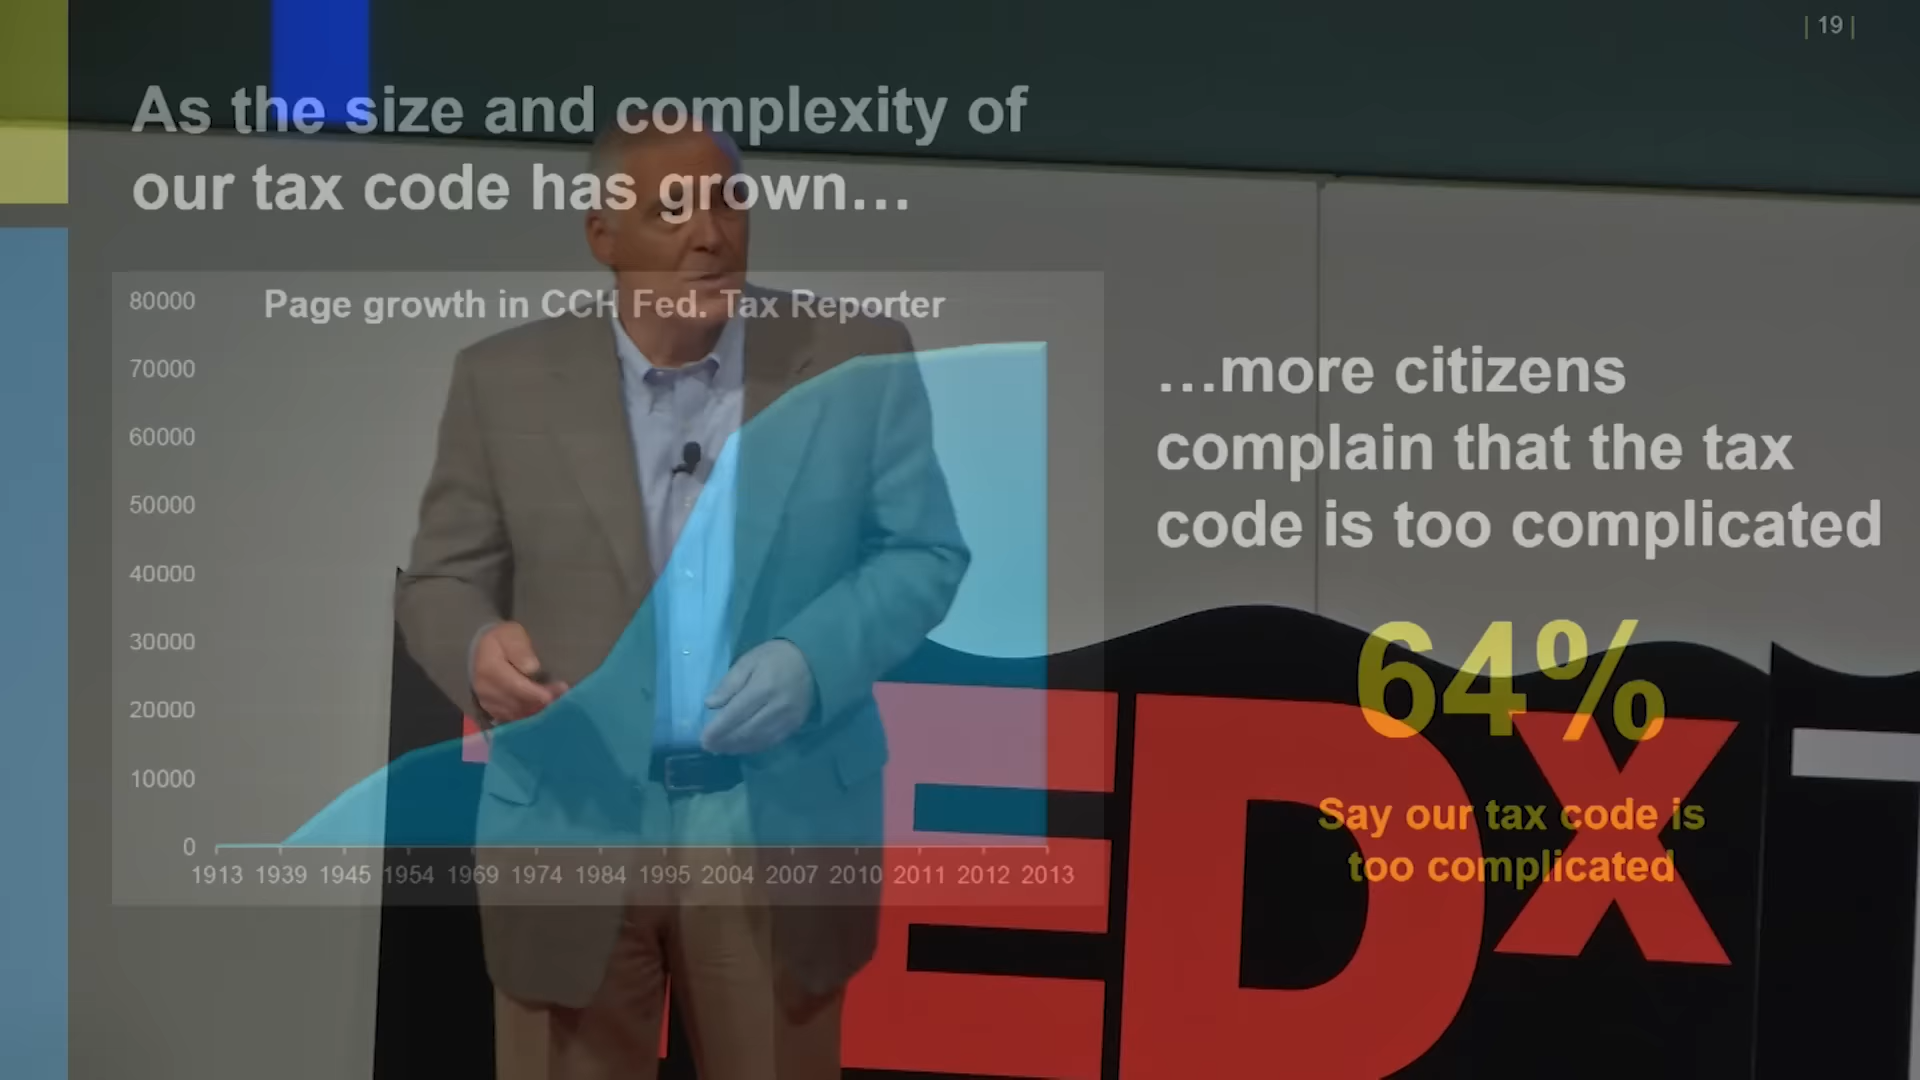 | 19 |
As the size and complexity of
our tax code has grown…
Page growth in CCH Fed. Tax Reporter
80000
70000
60000
50000
40000
30000
20000
10000
0
1913 1939 1945 1954 1969 1974 1984 1995 2004 2007 2010 2011 2012 2013
…more citizens
complain that the tax
code is too complicated
64%
Say our tax code is
too complicated
EDx